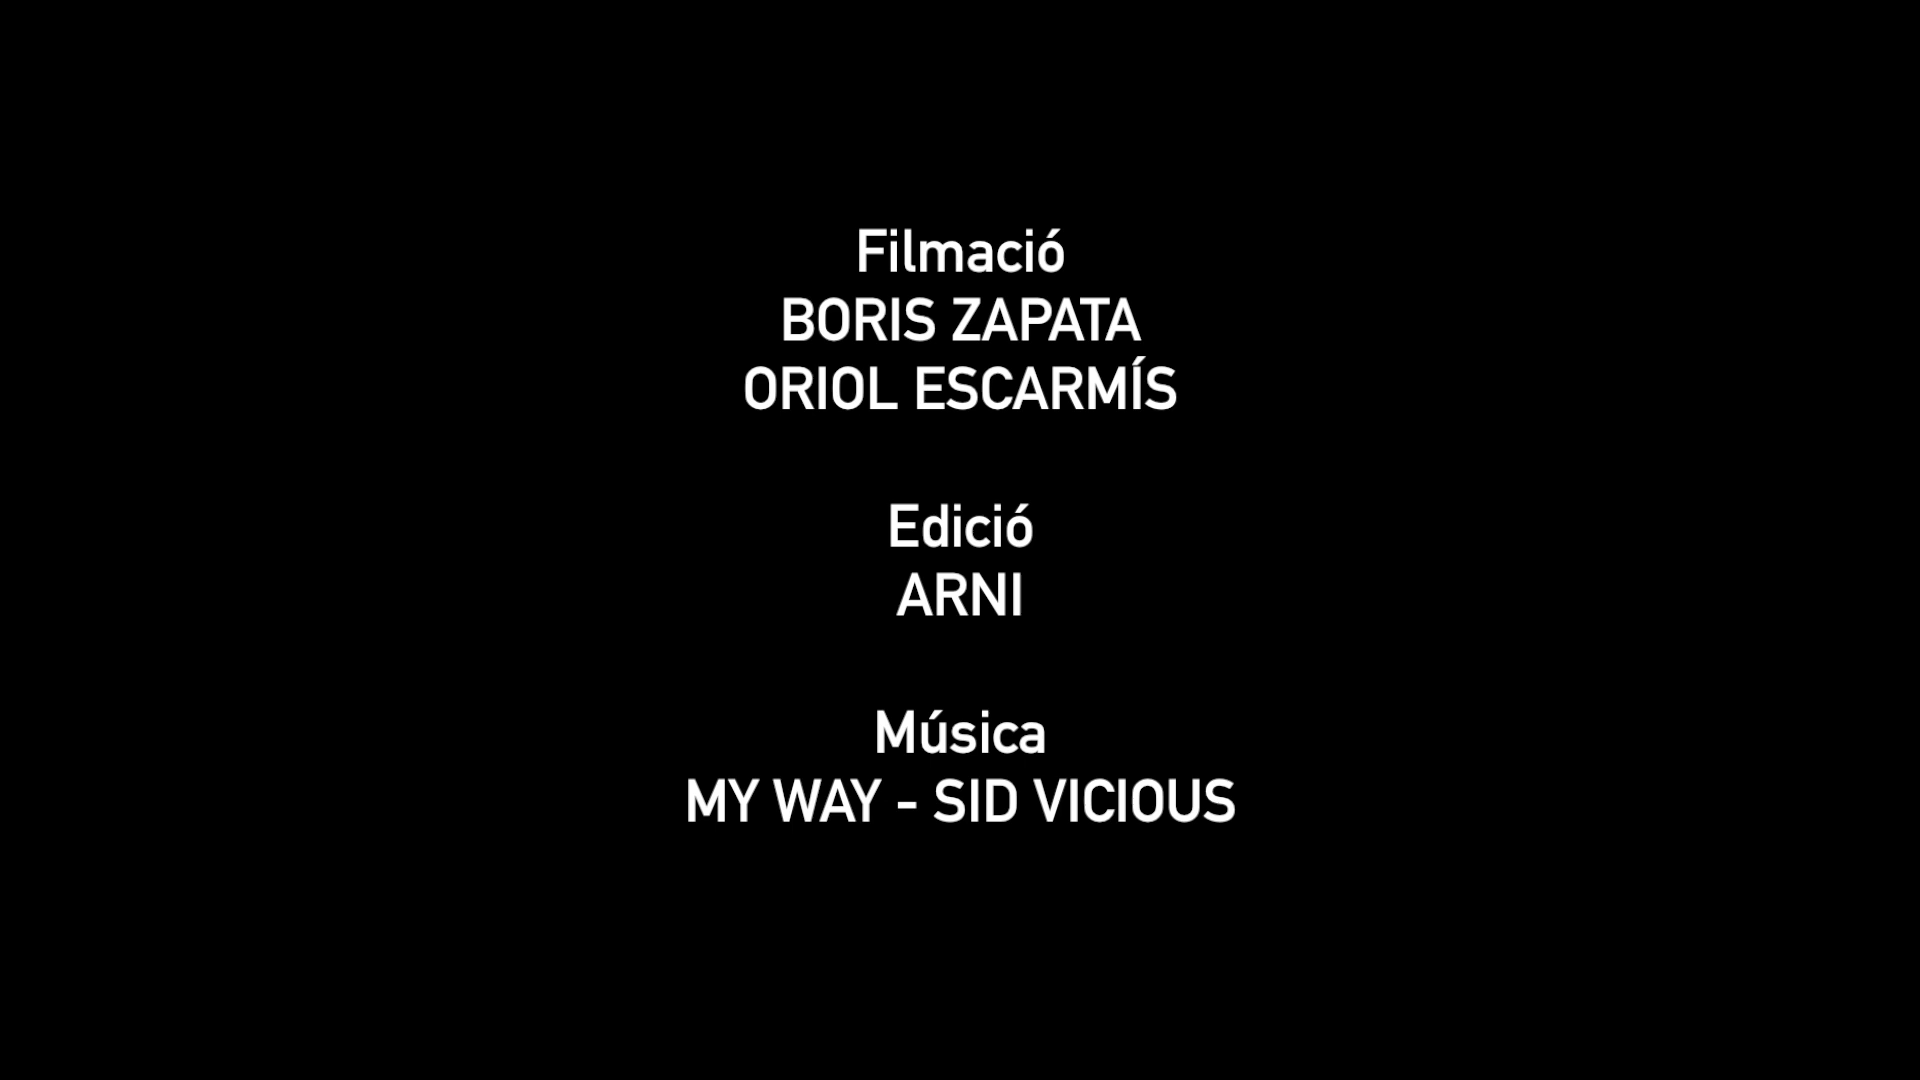 Filmació
BORIS ZAPATA
ORIOL ESCARMÍS
Edició
ARNI
Música
MY WAY - SID VICIOUS